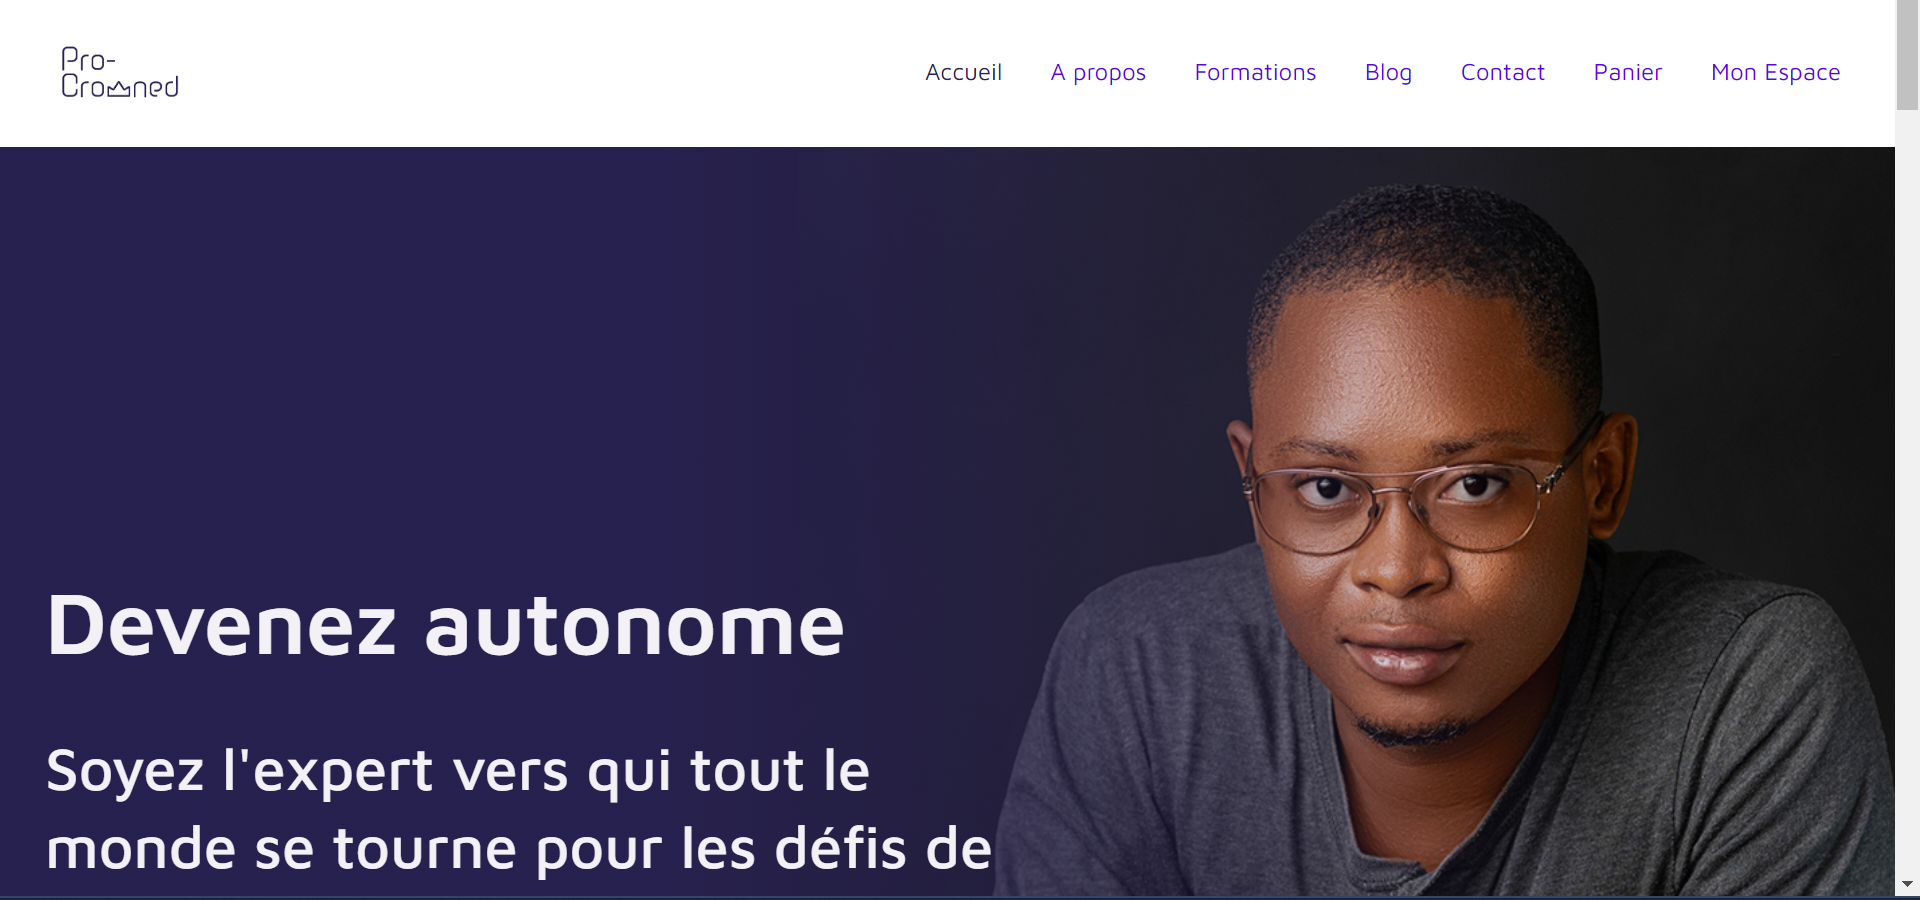 Pro-
Crowned
Accueil A propos Formations Blog Contact Panier Mon Espace
Devenez autonome
Soyez l'expert vers qui tout le
monde se tourne pour les défis de